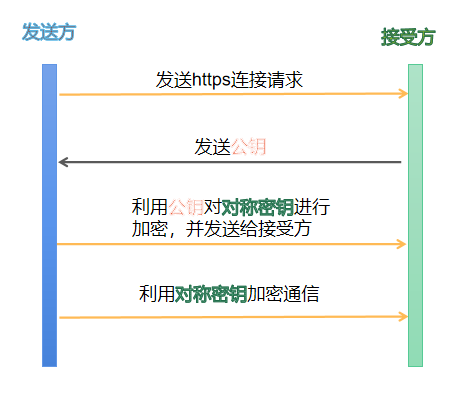 发送方
接受方
发送https连接请求
发送公钥
利用公钥对对称密钥进行
加密，并发送给接受方
利用对称密钥加密通信